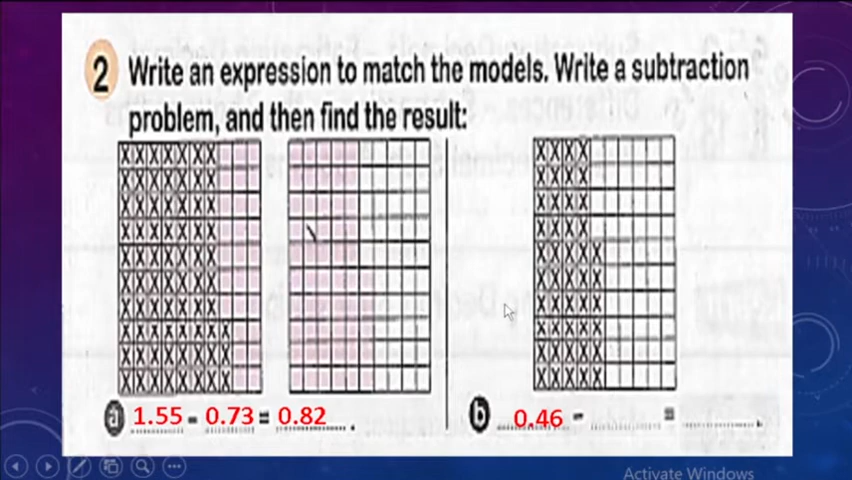 2 Write an expression to match the models. Write a subtraction
problem, and then find the result:
a 1.55 - 0.73 = 0.82 .
b 0.46 - ........ = ........ .
Activate Windows